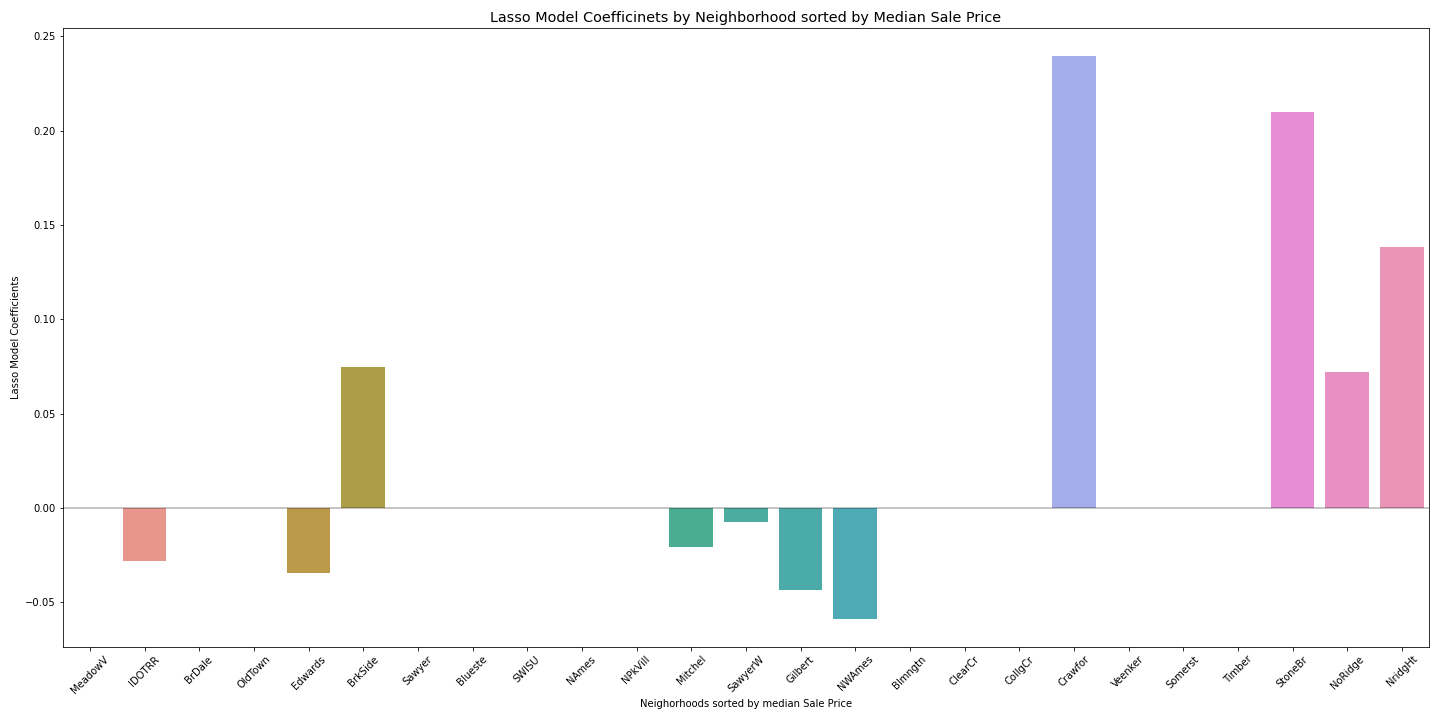 Lasso Model Coefficinets by Neighborhood sorted by Median Sale Price
0.25
0.20
0.15
0.10
0.05
0.00
−0.05
Lasso Model Coefficients
MeadowV
IDOTRR
BrDale
OldTown
Edwards
BrkSide
Sawyer
Blueste
SWISU
NAmes
NPkVill
Mitchel
SawyerW
Gilbert
NWAmes
Blmngtn
ClearCr
CollgCr
Crawfor
Veenker
Somerst
Timber
StoneBr
NoRidge
NridgHt
Neighorhoods sorted by median Sale Price